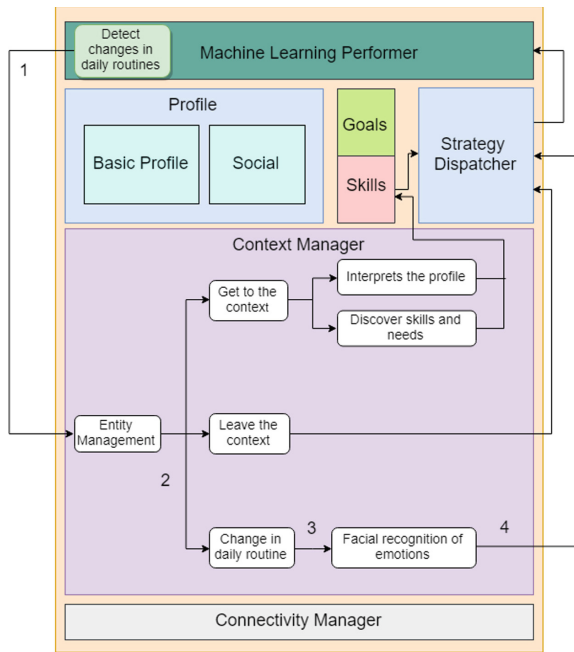 Detect
changes in
daily routines
Machine Learning Performer
1
Profile
Basic Profile
Social
Goals
Skills
Strategy
Dispatcher
Context Manager
Get to the
context
Interprets the profile
Discover skills and
needs
Entity
Management
Leave the
context
2
Change in
daily routine
3
Facial recognition of
emotions
4
Connectivity Manager